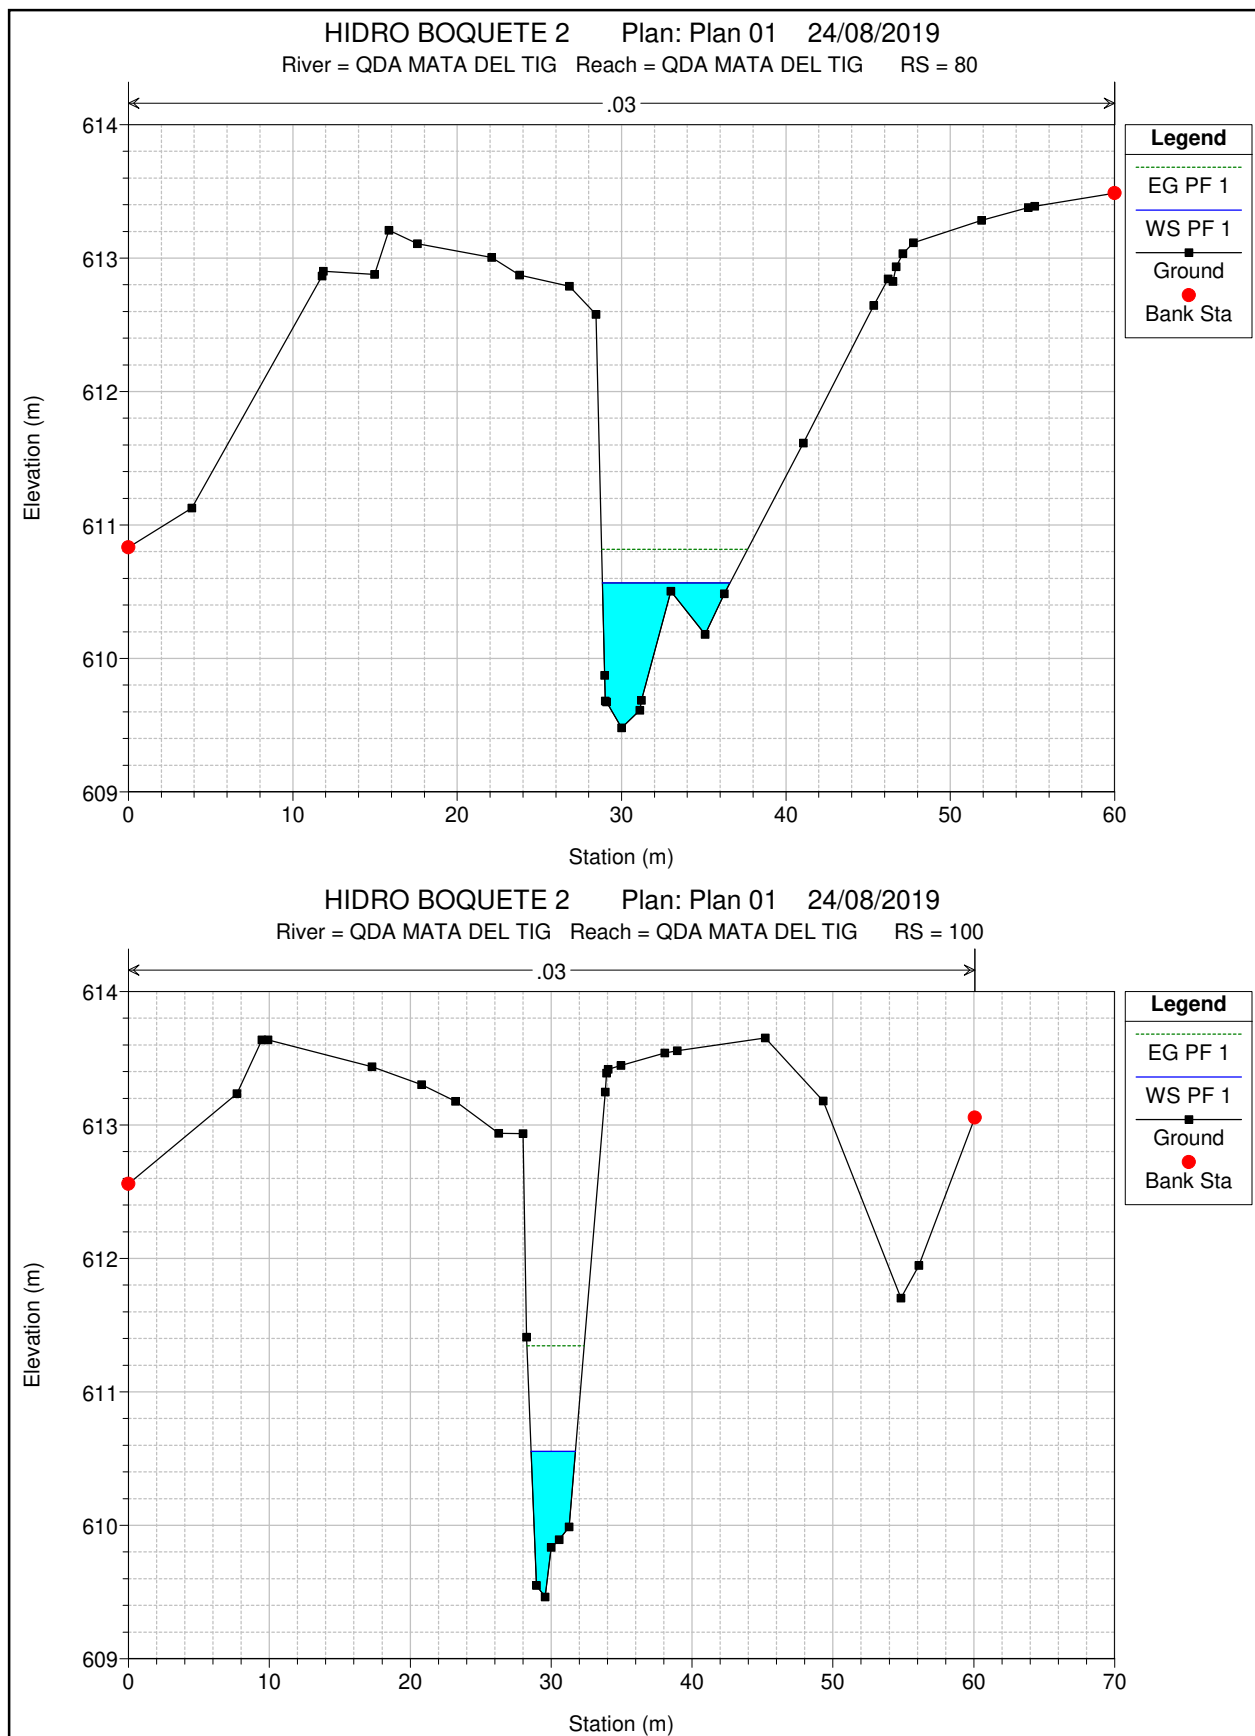 HIDRO BOQUETE 2 Plan: Plan 01 24/08/2019
River = QDA MATA DEL TIG Reach = QDA MATA DEL TIG RS = 80
.03
614
613
612
611
610
609
Elevation (m)
0 10 20 30 40 50 60
Station (m)
Legend
EG PF 1
WS PF 1
Ground
Bank Sta
HIDRO BOQUETE 2 Plan: Plan 01 24/08/2019
River = QDA MATA DEL TIG Reach = QDA MATA DEL TIG RS = 100
.03
614
613
612
611
610
609
Elevation (m)
0 10 20 30 40 50 60 70
Station (m)
Legend
EG PF 1
WS PF 1
Ground
Bank Sta